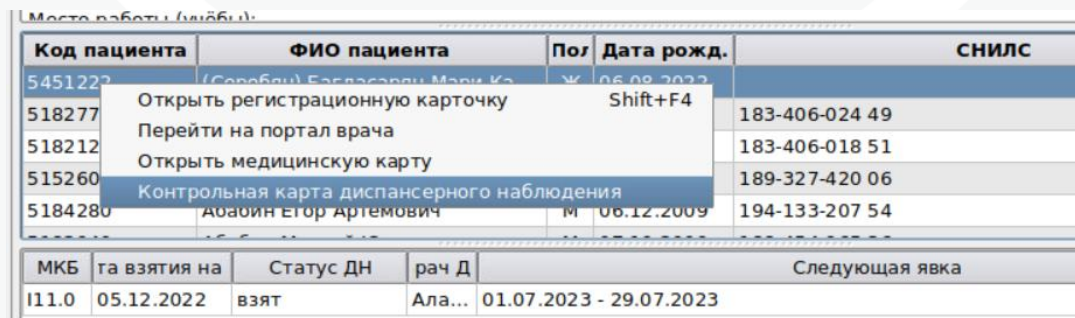 Место работы (учёбы):
Код пациента ФИО пациента Пол Дата рожд. СНИЛС
5451222 (Серебян) Багдасарян Мари Ка... Ж 06.08.2022
Открыть регистрационную карточку Shift+F4
518277 183-406-024 49
Перейти на портал врача
518212 183-406-018 51
Открыть медицинскую карту
515260 189-327-420 06
Контрольная карта диспансерного наблюдения
5184280 Абабин Егор Артемович М 06.12.2009 194-133-207 54
МКБ та взятия на Статус ДН рач Д Следующая явка
I11.0 05.12.2022 взят Ала... 01.07.2023 - 29.07.2023